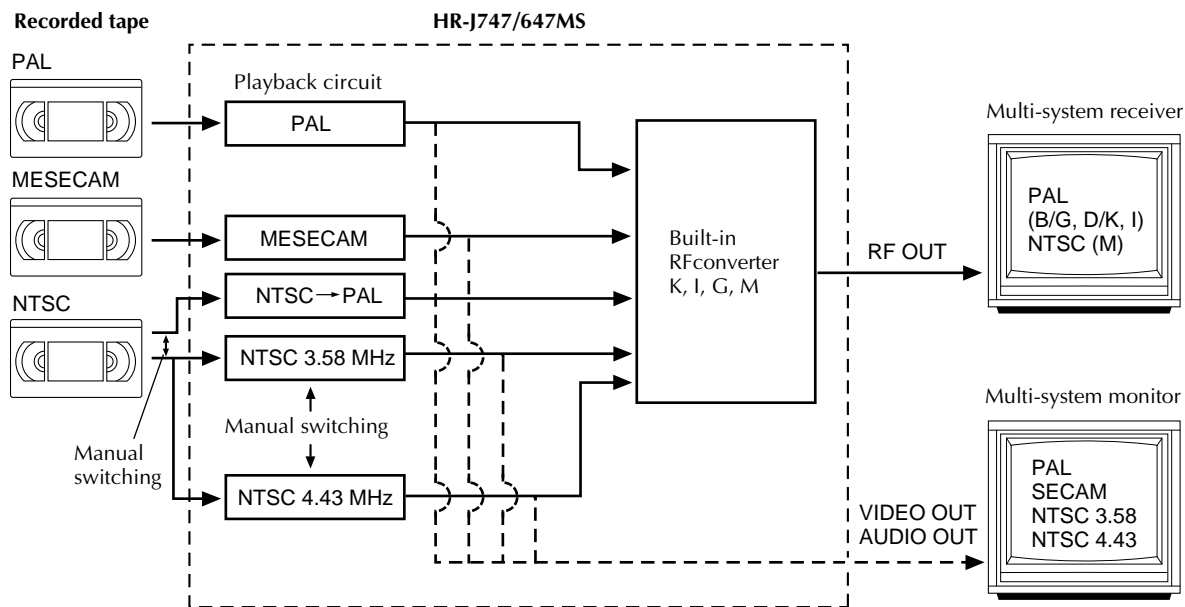 Recorded tape
HR-J747/647MS
PAL
Playback circuit
PAL
MESECAM
MESECAM
NTSC
NTSC→PAL
NTSC 3.58 MHz
Manual switching
NTSC 4.43 MHz
Manual
switching
Built-in
RFconverter
K, I, G, M
RF OUT
Multi-system receiver
PAL
(B/G, D/K, I)
NTSC (M)
VIDEO OUT
AUDIO OUT
Multi-system monitor
PAL
SECAM
NTSC 3.58
NTSC 4.43